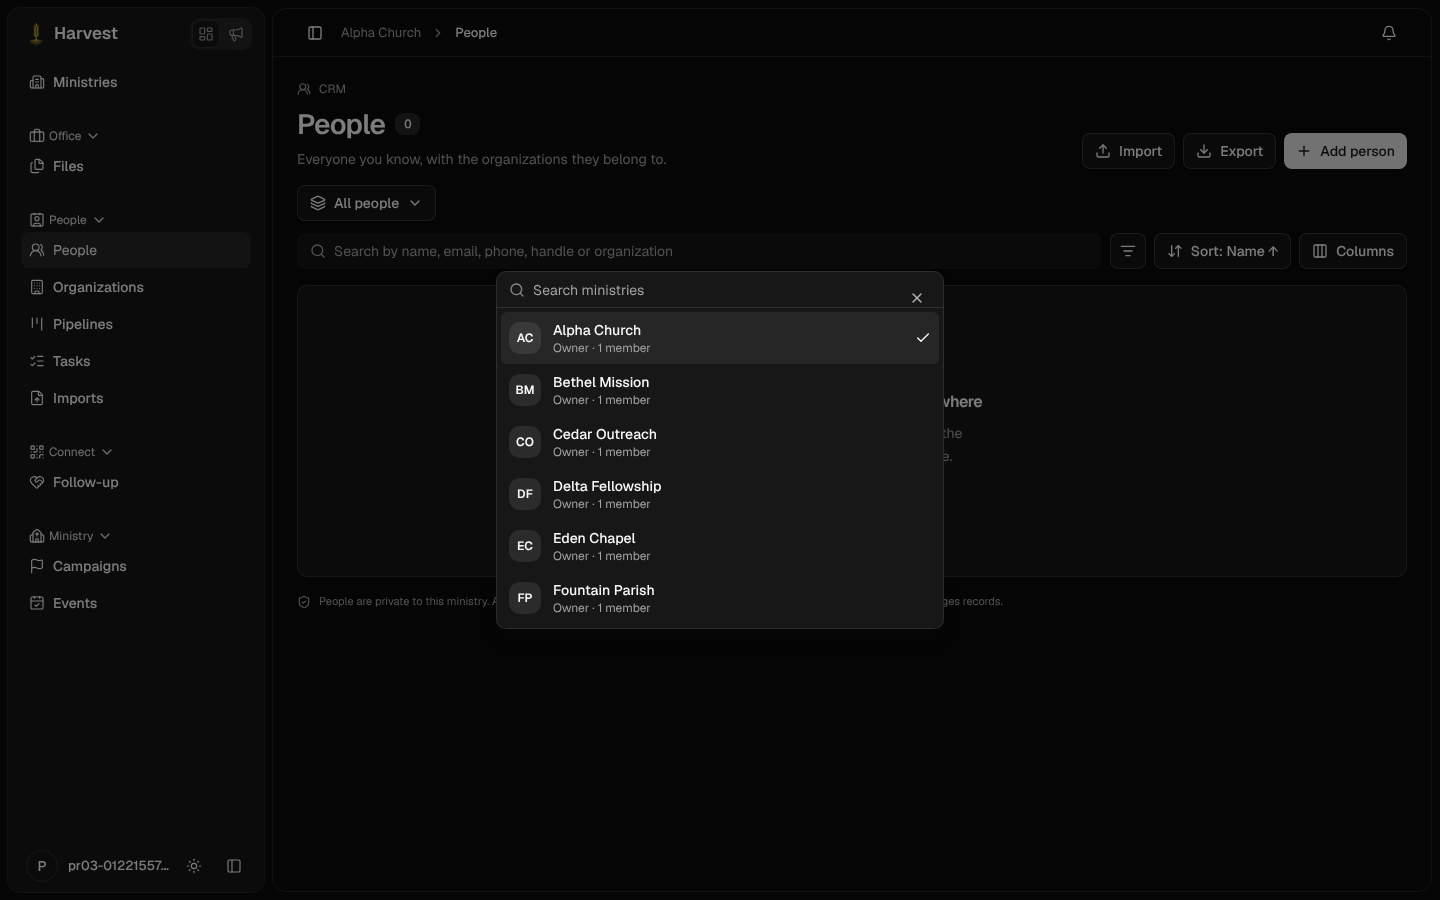 Harvest
Ministries
Office
Files
People
People
Organizations
Pipelines
Tasks
Imports
Connect
Follow-up
Ministry
Campaigns
Events
P pr03-01221557…
Alpha Church > People
CRM
People 0
Everyone you know, with the organizations they belong to.
Import Export + Add person
All people
Search by name, email, phone, handle or organization
Sort: Name ↑ Columns
Search ministries
AC Alpha Church
Owner · 1 member
BM Bethel Mission
Owner · 1 member
CO Cedar Outreach
Owner · 1 member
DF Delta Fellowship
Owner · 1 member
EC Eden Chapel
Owner · 1 member
FP Fountain Parish
Owner · 1 member
the
People are private to this ministry.
records.